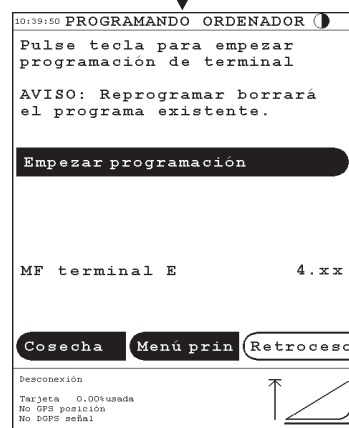 10:39:50 PROGRAMANDO ORDENADOR
Pulse tecla para empezar
programación de terminal
AVISO: Reprogramar borrará
el programa existente.
Empezar programación
MF terminal E 4.xx
Cosecha Menú prin Retroceso
Desconexión
Tarjeta 0.00%usada
No GPS posición
No DGPS señal